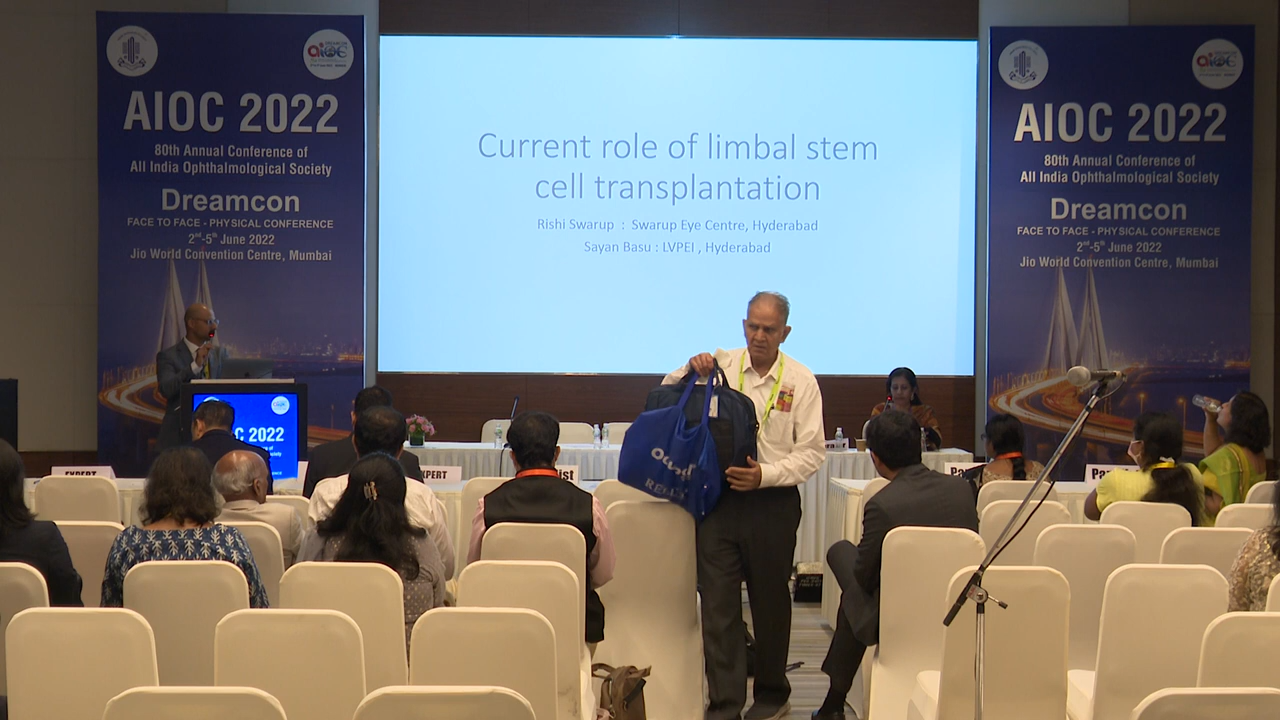 AIOC 2022
80th Annual Conference of
All India Ophthalmological Society
Dreamcon
FACE TO FACE - PHYSICAL CONFERENCE
2nd-5th June 2022
Jio World Convention Centre, Mumbai
Current role of limbal stem
cell transplantation
Rishi Swarup : Swarup Eye Centre, Hyderabad
Sayan Basu : LVPEI , Hyderabad
AIOC 2022
80th Annual Conference of
All India Ophthalmological Society
Dreamcon
FACE TO FACE - PHYSICAL CONFERENCE
2nd-5th June 2022
Jio World Convention Centre, Mumbai
2022
EXPERT
EXPERT